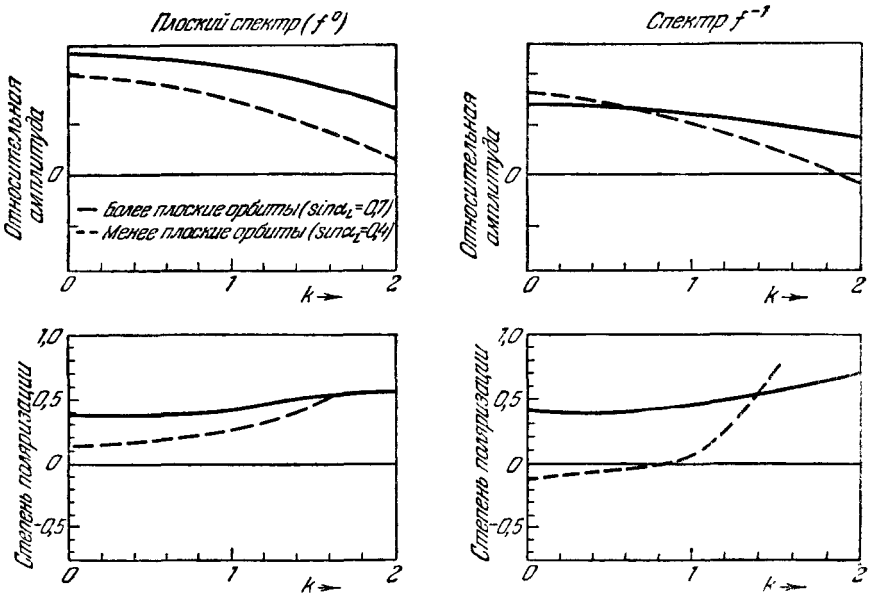 Плоский спектр (f⁰)
Относительная
амплитуда
0
Более плоские орбиты (sinα_L=0,7)
Менее плоские орбиты (sinα_L=0,4)
0 1 2
k →
Спектр f⁻¹
Относительная
амплитуда
0
0 1 2
k →
Степень поляризации
1,0
0,5
0
-0,5
0 1 2
k →
Степень поляризации
1,0
0,5
0
-0,5
0 1 2
k →